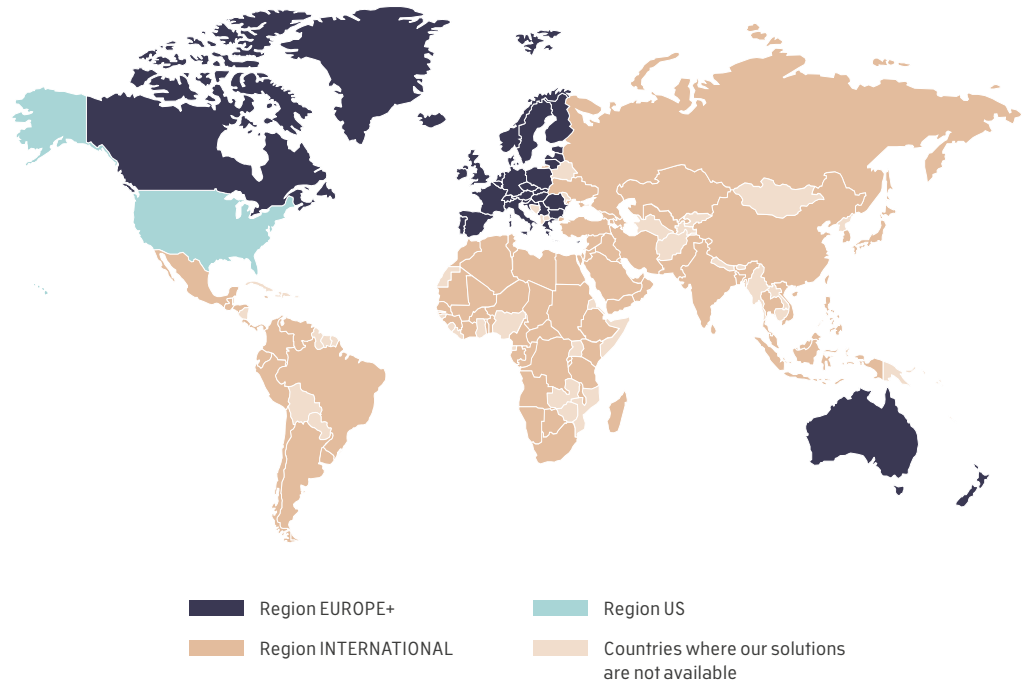 Region EUROPE+
Region US
Region INTERNATIONAL
Countries where our solutions
are not available